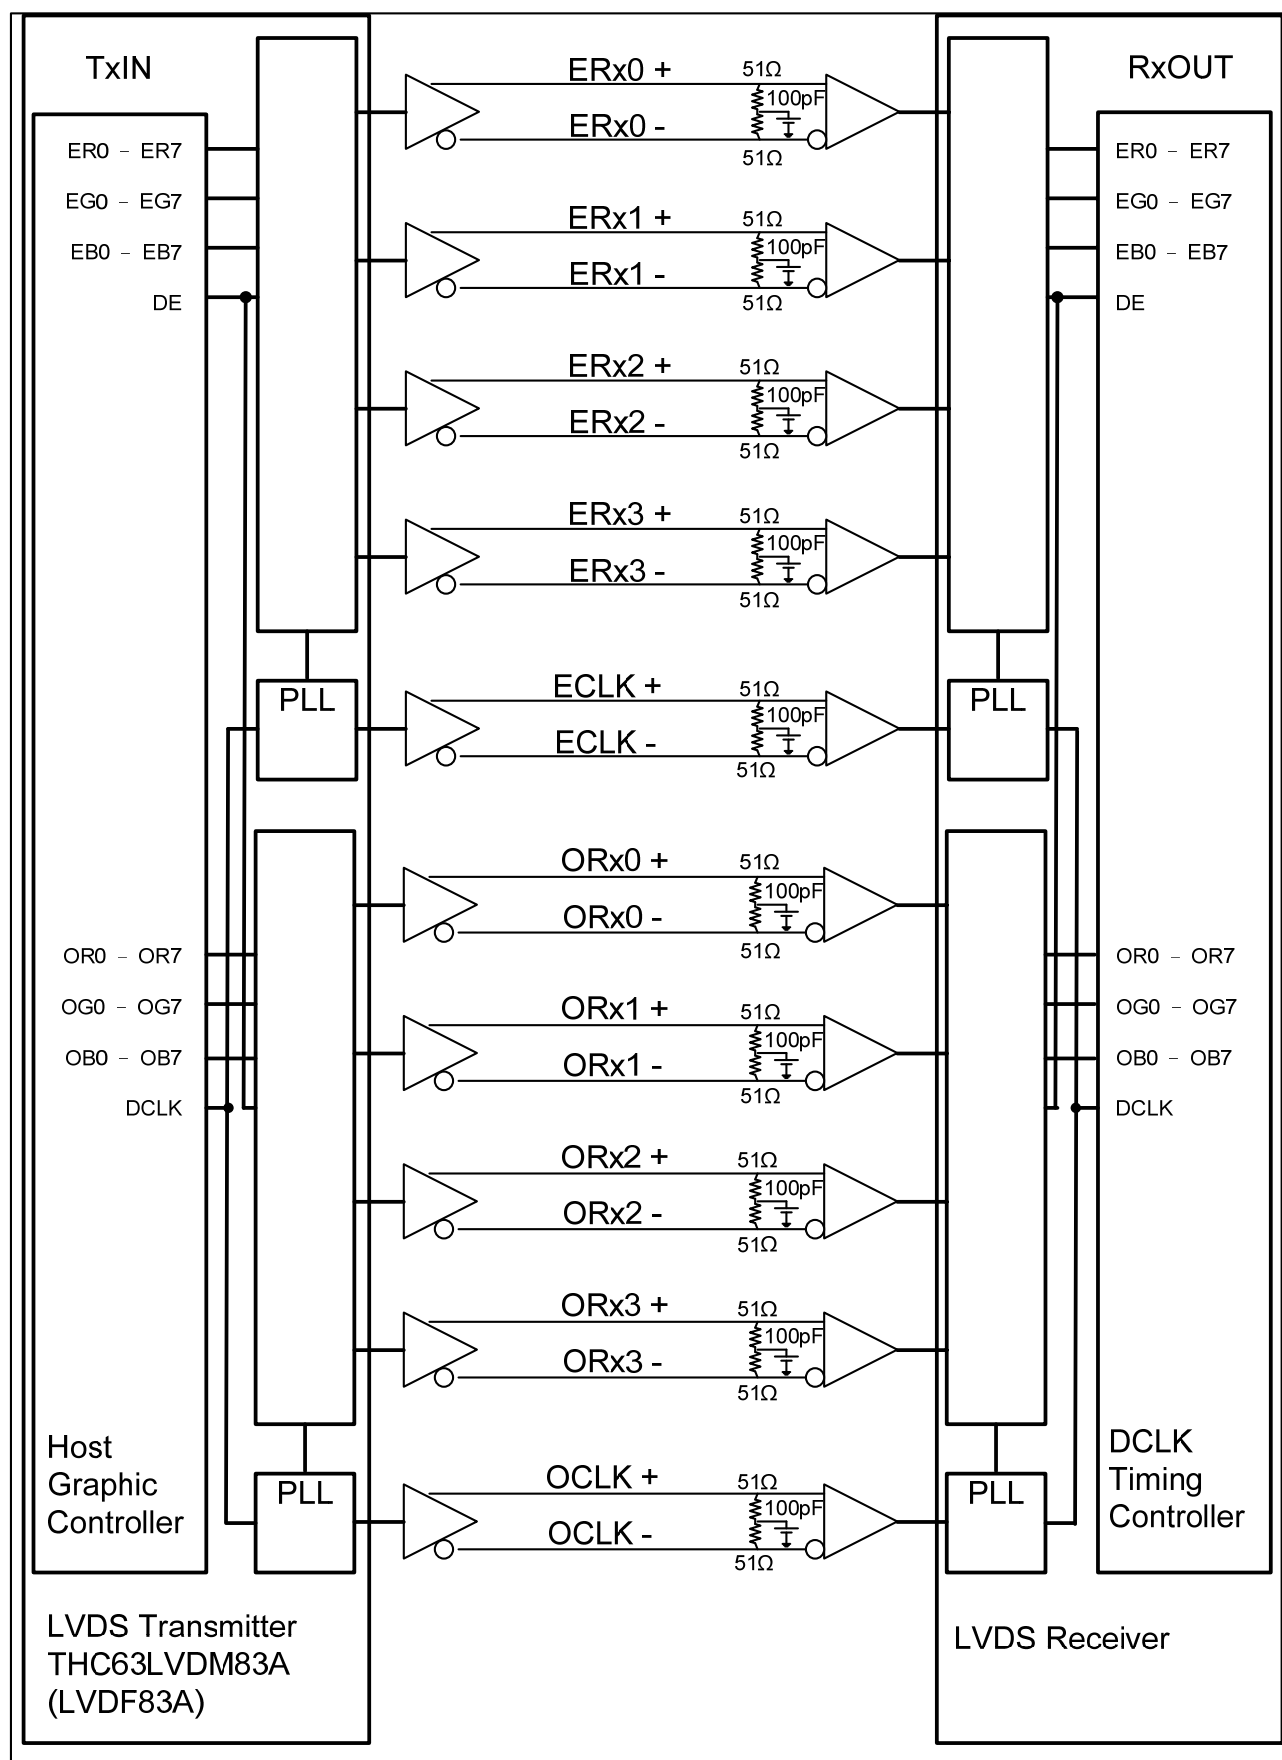 TxIN
RxOUT
ERx0 +
51Ω
100pF
ERx0 -
51Ω
ER0 - ER7
ER0 - ER7
EG0 - EG7
EG0 - EG7
ERx1 +
51Ω
100pF
EB0 - EB7
EB0 - EB7
ERx1 -
51Ω
DE
DE
ERx2 +
51Ω
100pF
ERx2 -
51Ω
ERx3 +
51Ω
100pF
ERx3 -
51Ω
PLL
ECLK +
51Ω
100pF
PLL
ECLK -
51Ω
ORx0 +
51Ω
100pF
ORx0 -
51Ω
OR0 - OR7
OR0 - OR7
OG0 - OG7
OG0 - OG7
ORx1 +
51Ω
100pF
OB0 - OB7
OB0 - OB7
ORx1 -
51Ω
DCLK
DCLK
ORx2 +
51Ω
100pF
ORx2 -
51Ω
ORx3 +
51Ω
100pF
ORx3 -
51Ω
Host
Graphic
Controller
DCLK
Timing
Controller
PLL
OCLK +
51Ω
100pF
PLL
OCLK -
51Ω
LVDS Transmitter
THC63LVDM83A
(LVDF83A)
LVDS Receiver